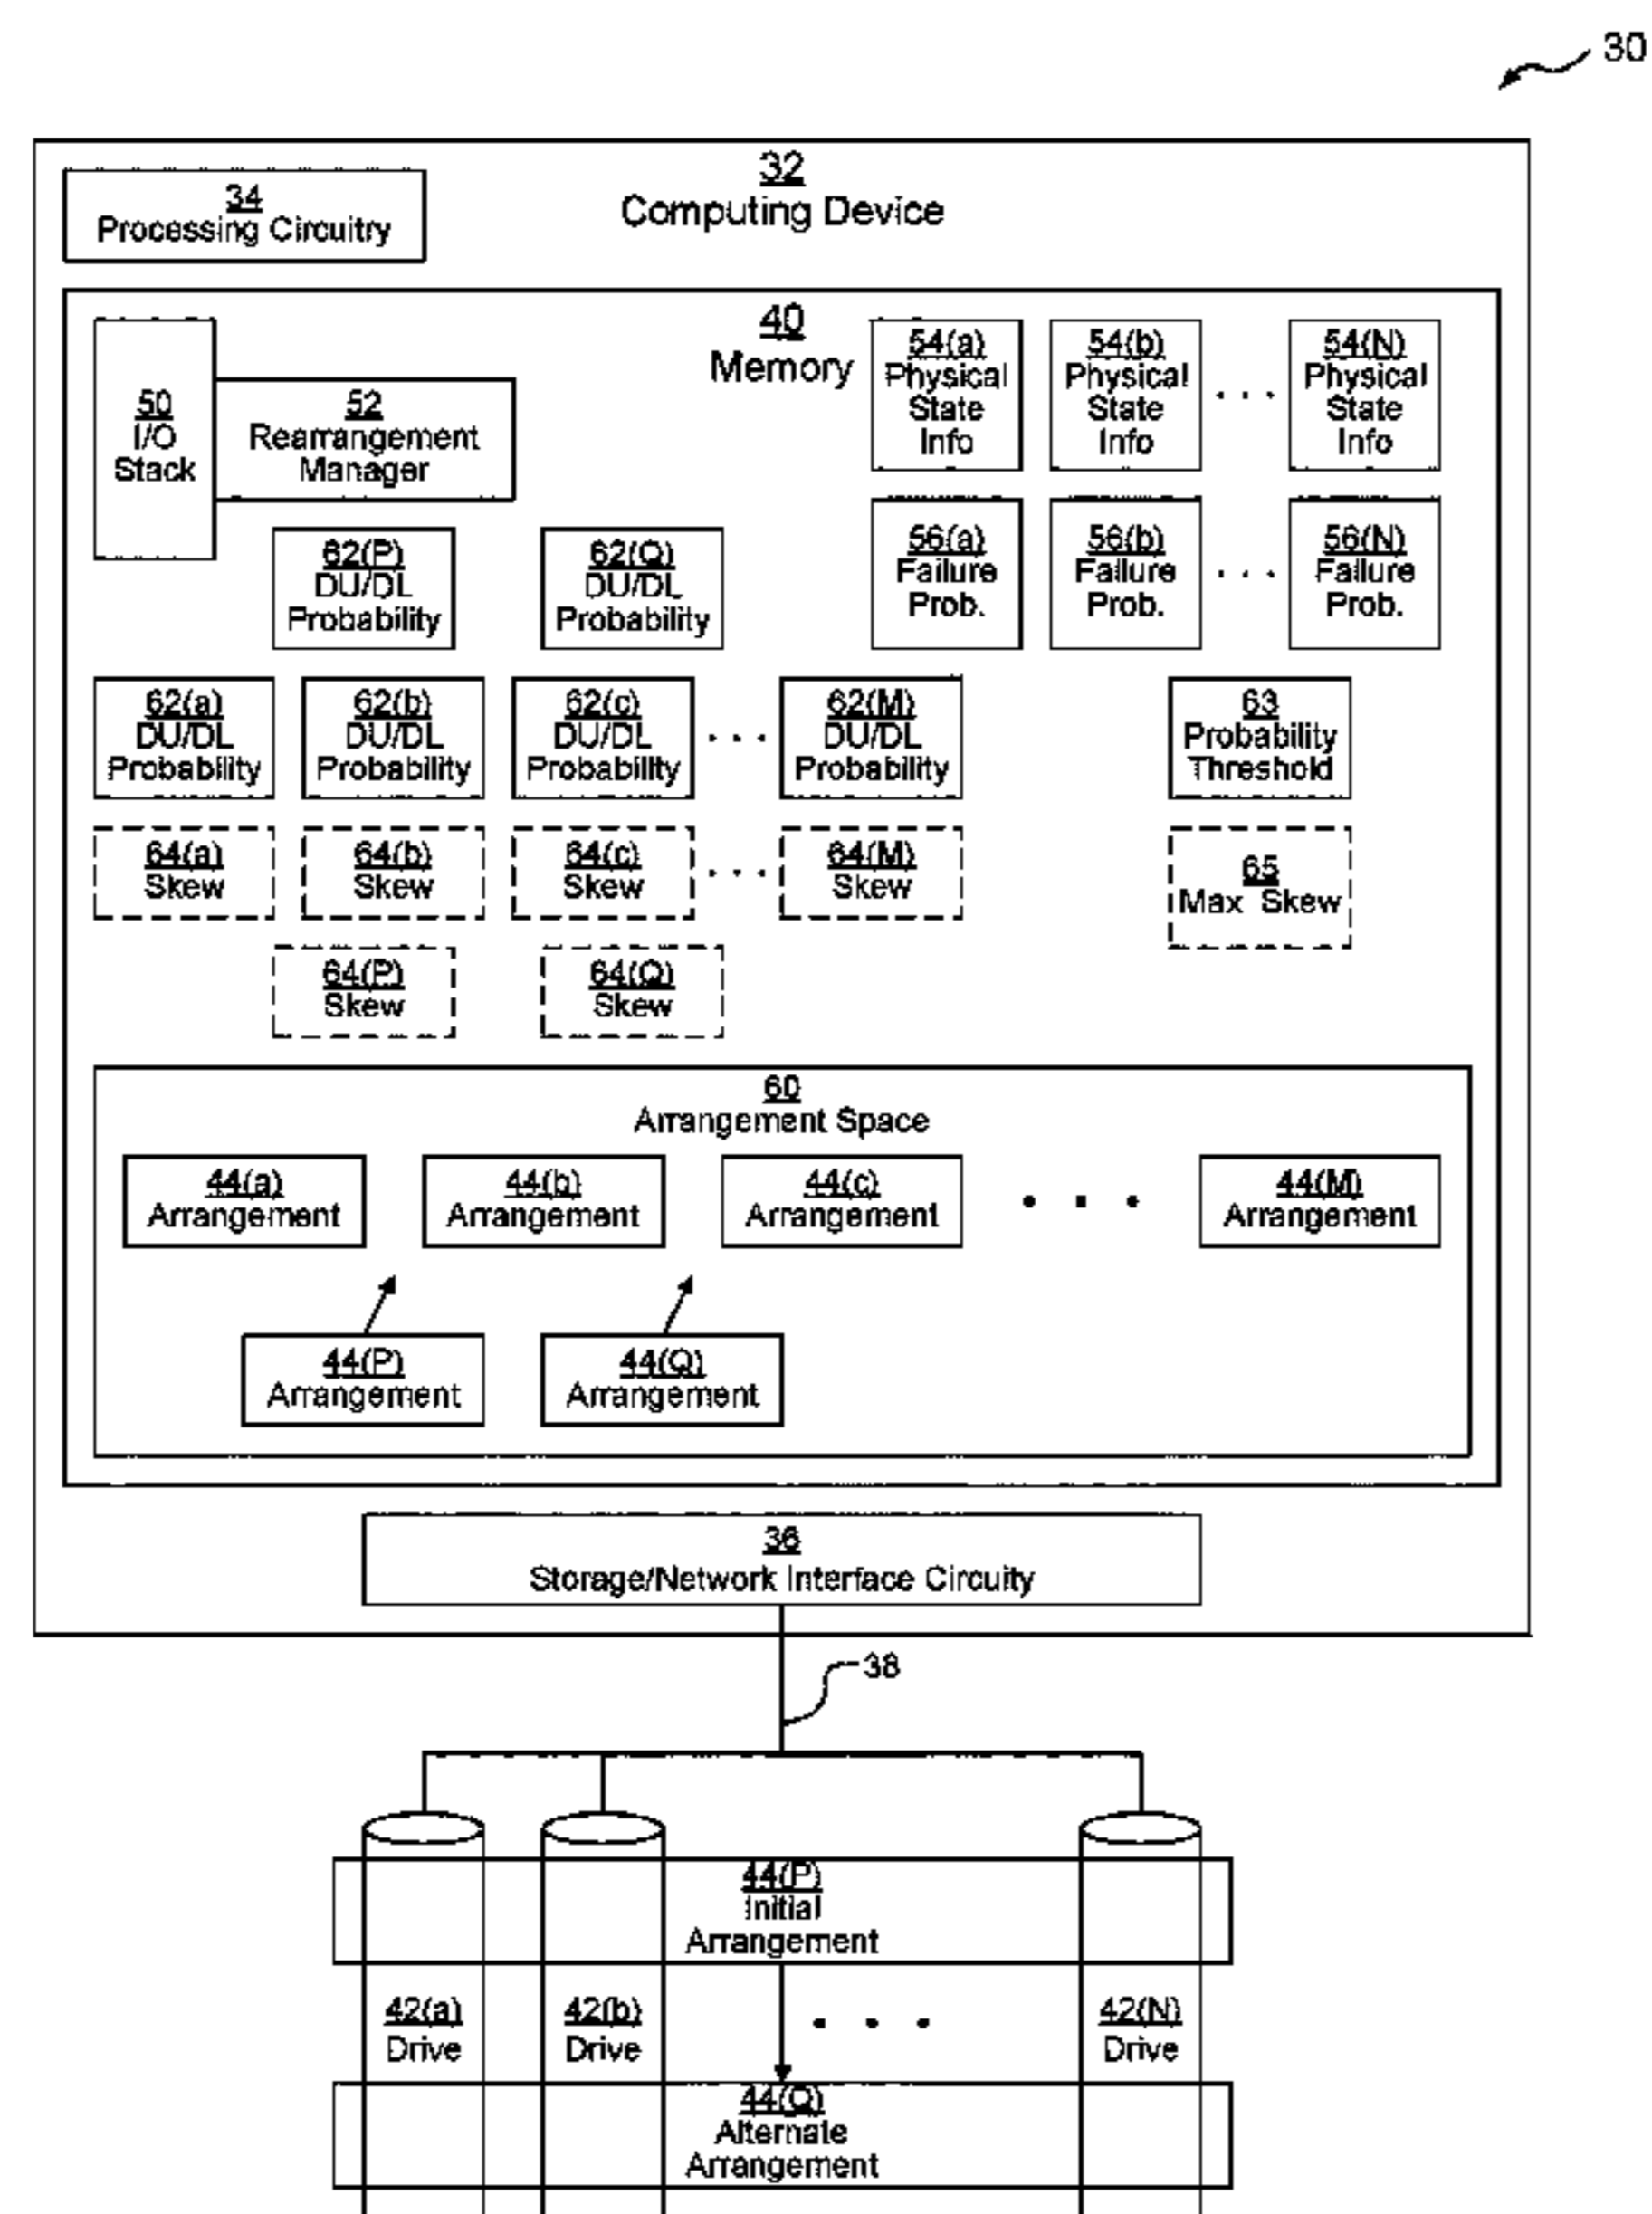 30
32
Computing Device
34
Processing Circuitry
40
Memory
50
I/O
Stack
52
Rearrangement
Manager
54(a)
Physical
State
Info
54(b)
Physical
State
Info
. . .
54(N)
Physical
State
Info
56(a)
Failure
Prob.
56(b)
Failure
Prob.
. . .
56(N)
Failure
Prob.
62(P)
DU/DL
Probability
62(Q)
DU/DL
Probability
62(a)
DU/DL
Probability
62(b)
DU/DL
Probability
62(c)
DU/DL
Probability
. . .
62(M)
DU/DL
Probability
63
Probability
Threshold
64(a)
Skew
64(b)
Skew
64(c)
Skew
. . .
64(M)
Skew
65
Max Skew
64(P)
Skew
64(Q)
Skew
60
Arrangement Space
44(a)
Arrangement
44(b)
Arrangement
44(c)
Arrangement
. . .
44(M)
Arrangement
44(P)
Arrangement
44(Q)
Arrangement
36
Storage/Network Interface Circuity
38
44(P)
Initial
Arrangement
42(a)
Drive
42(b)
Drive
. . .
42(N)
Drive
44(Q)
Alternate
Arrangement